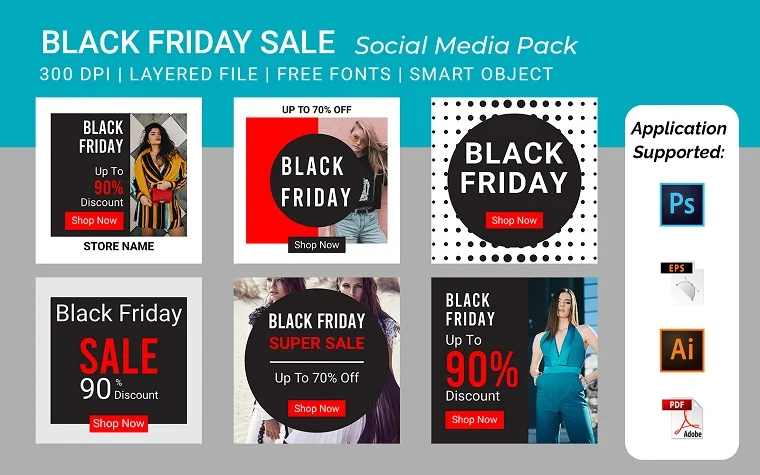 BLACK FRIDAY SALE Social Media Pack
300 DPI | LAYERED FILE | FREE FONTS | SMART OBJECT
BLACK
FRIDAY
Up To
90%
Discount
Shop Now
STORE NAME
UP TO 70% OFF
BLACK
FRIDAY
Shop Now
BLACK
FRIDAY
Shop Now
Application
Supported:
Ps
EPS
Ai
PDF
Adobe
Black Friday
SALE
90% Discount
Shop Now
BLACK FRIDAY
SUPER SALE
Up To 70% Off
Shop Now
BLACK
FRIDAY
Up To
90%
Discount
Shop Now